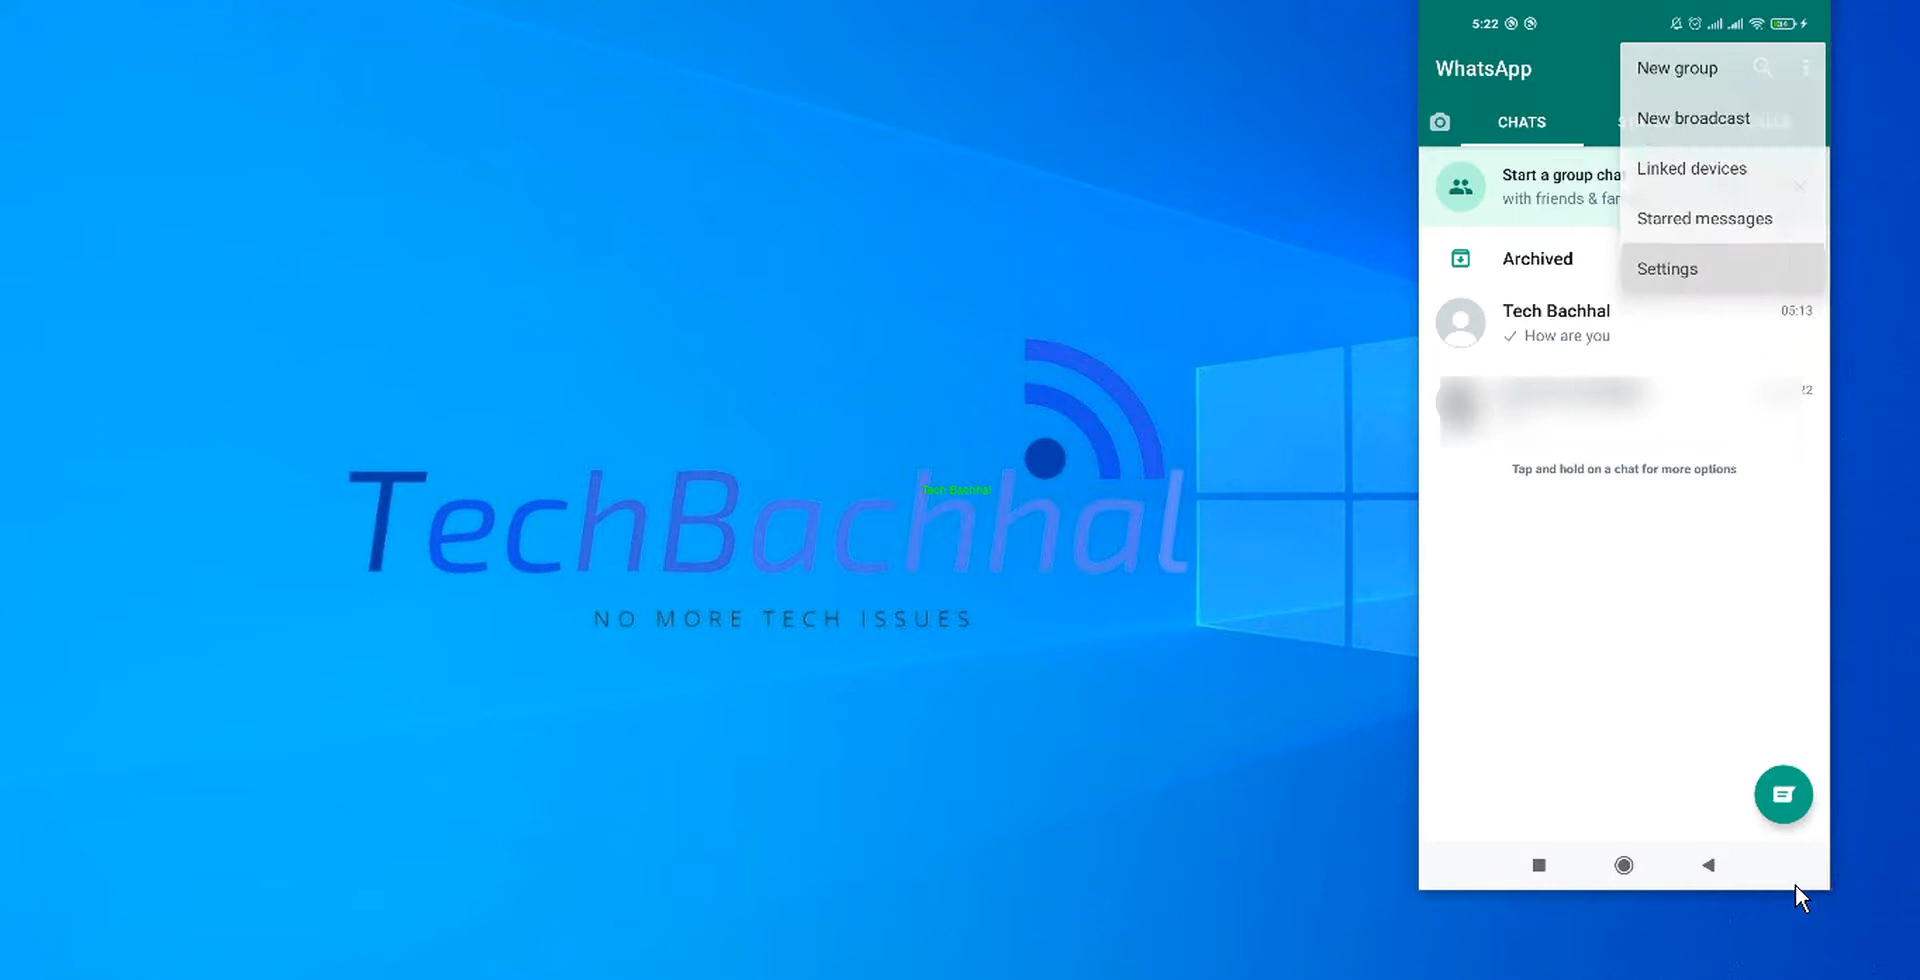 5:22
WhatsApp
New group
CHATS
New broadcast
Start a group cha
Linked devices
with friends & far
Starred messages
Archived
Settings
Tech Bachhal
05:13
✓ How are you
22
Tap and hold on a chat for more options
TechBachhal
Tech Bachhal
NO MORE TECH ISSUES